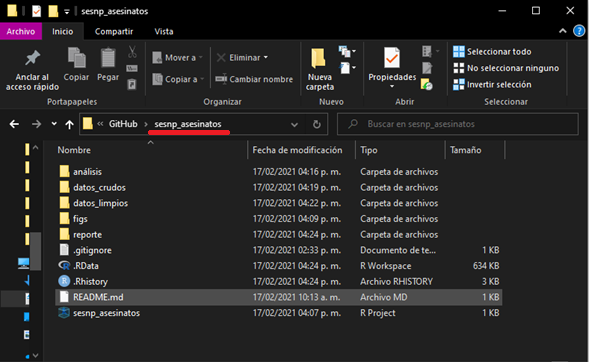 sesnp_asesinatos
Archivo Inicio Compartir Vista
Anclar al acceso rápido
Copiar
Pegar
Mover a
Copiar a
Eliminar
Cambiar nombre
Nueva carpeta
Propiedades
Seleccionar todo
No seleccionar ninguno
Invertir selección
Portapapeles Organizar Nuevo Abrir Seleccionar
GitHub sesnp_asesinatos Buscar en sesnp_asesinatos
Nombre Fecha de modificación Tipo Tamaño
análisis 17/02/2021 04:16 p. m. Carpeta de archivos
datos_crudos 17/02/2021 04:19 p. m. Carpeta de archivos
datos_limpios 17/02/2021 04:22 p. m. Carpeta de archivos
figs 17/02/2021 04:09 p. m. Carpeta de archivos
reporte 17/02/2021 04:24 p. m. Carpeta de archivos
.gitignore 17/02/2021 02:33 p. m. Documento de te... 1 KB
.RData 17/02/2021 04:24 p. m. R Workspace 634 KB
.Rhistory 17/02/2021 04:24 p. m. Archivo RHISTORY 3 KB
README.md 17/02/2021 10:13 a. m. Archivo MD 1 KB
sesnp_asesinatos 17/02/2021 04:07 p. m. R Project 1 KB